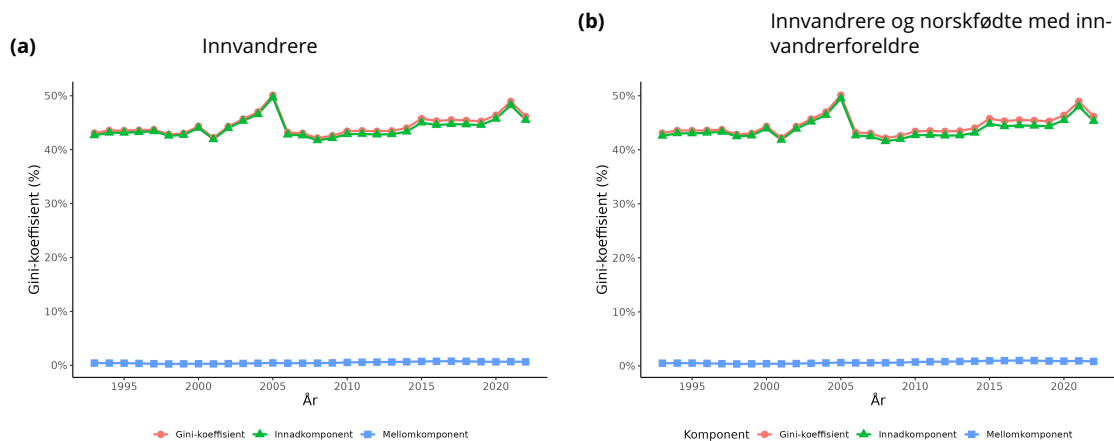 (a)
Innvandrere
Gini-koeffisient (%)
50%
40%
30%
20%
10%
0%
1995
2000
2005
2010
2015
2020
År
Gini-koeffisient
Innadkomponent
Mellomkomponent
(b)
Innvandrere og norskfødte med inn-
vandrerforeldre
Gini-koeffisient (%)
50%
40%
30%
20%
10%
0%
1995
2000
2005
2010
2015
2020
År
Komponent
Gini-koeffisient
Innadkomponent
Mellomkomponent